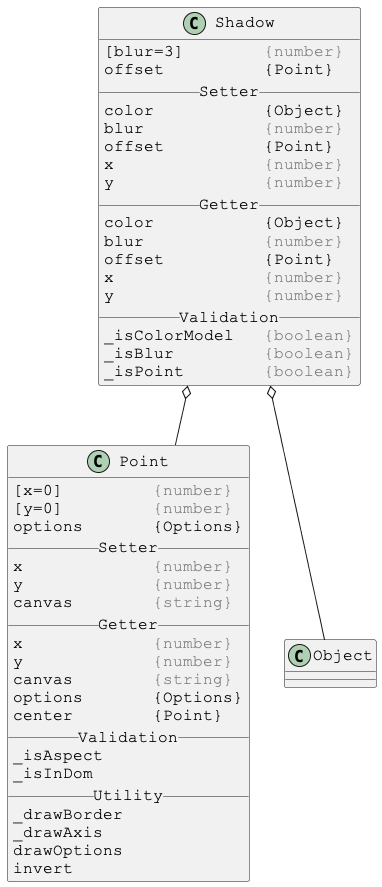 C Shadow
[blur=3] {number}
offset {Point}
Setter
color {Object}
blur {number}
offset {Point}
x {number}
y {number}
Getter
color {Object}
blur {number}
offset {Point}
x {number}
y {number}
Validation
_isColorModel {boolean}
_isBlur {boolean}
_isPoint {boolean}
C Point
[x=0] {number}
[y=0] {number}
options {Options}
Setter
x {number}
y {number}
canvas {string}
Getter
x {number}
y {number}
canvas {string}
options {Options}
center {Point}
Validation
_isAspect
_isInDom
Utility
_drawBorder
_drawAxis
drawOptions
invert
C Object